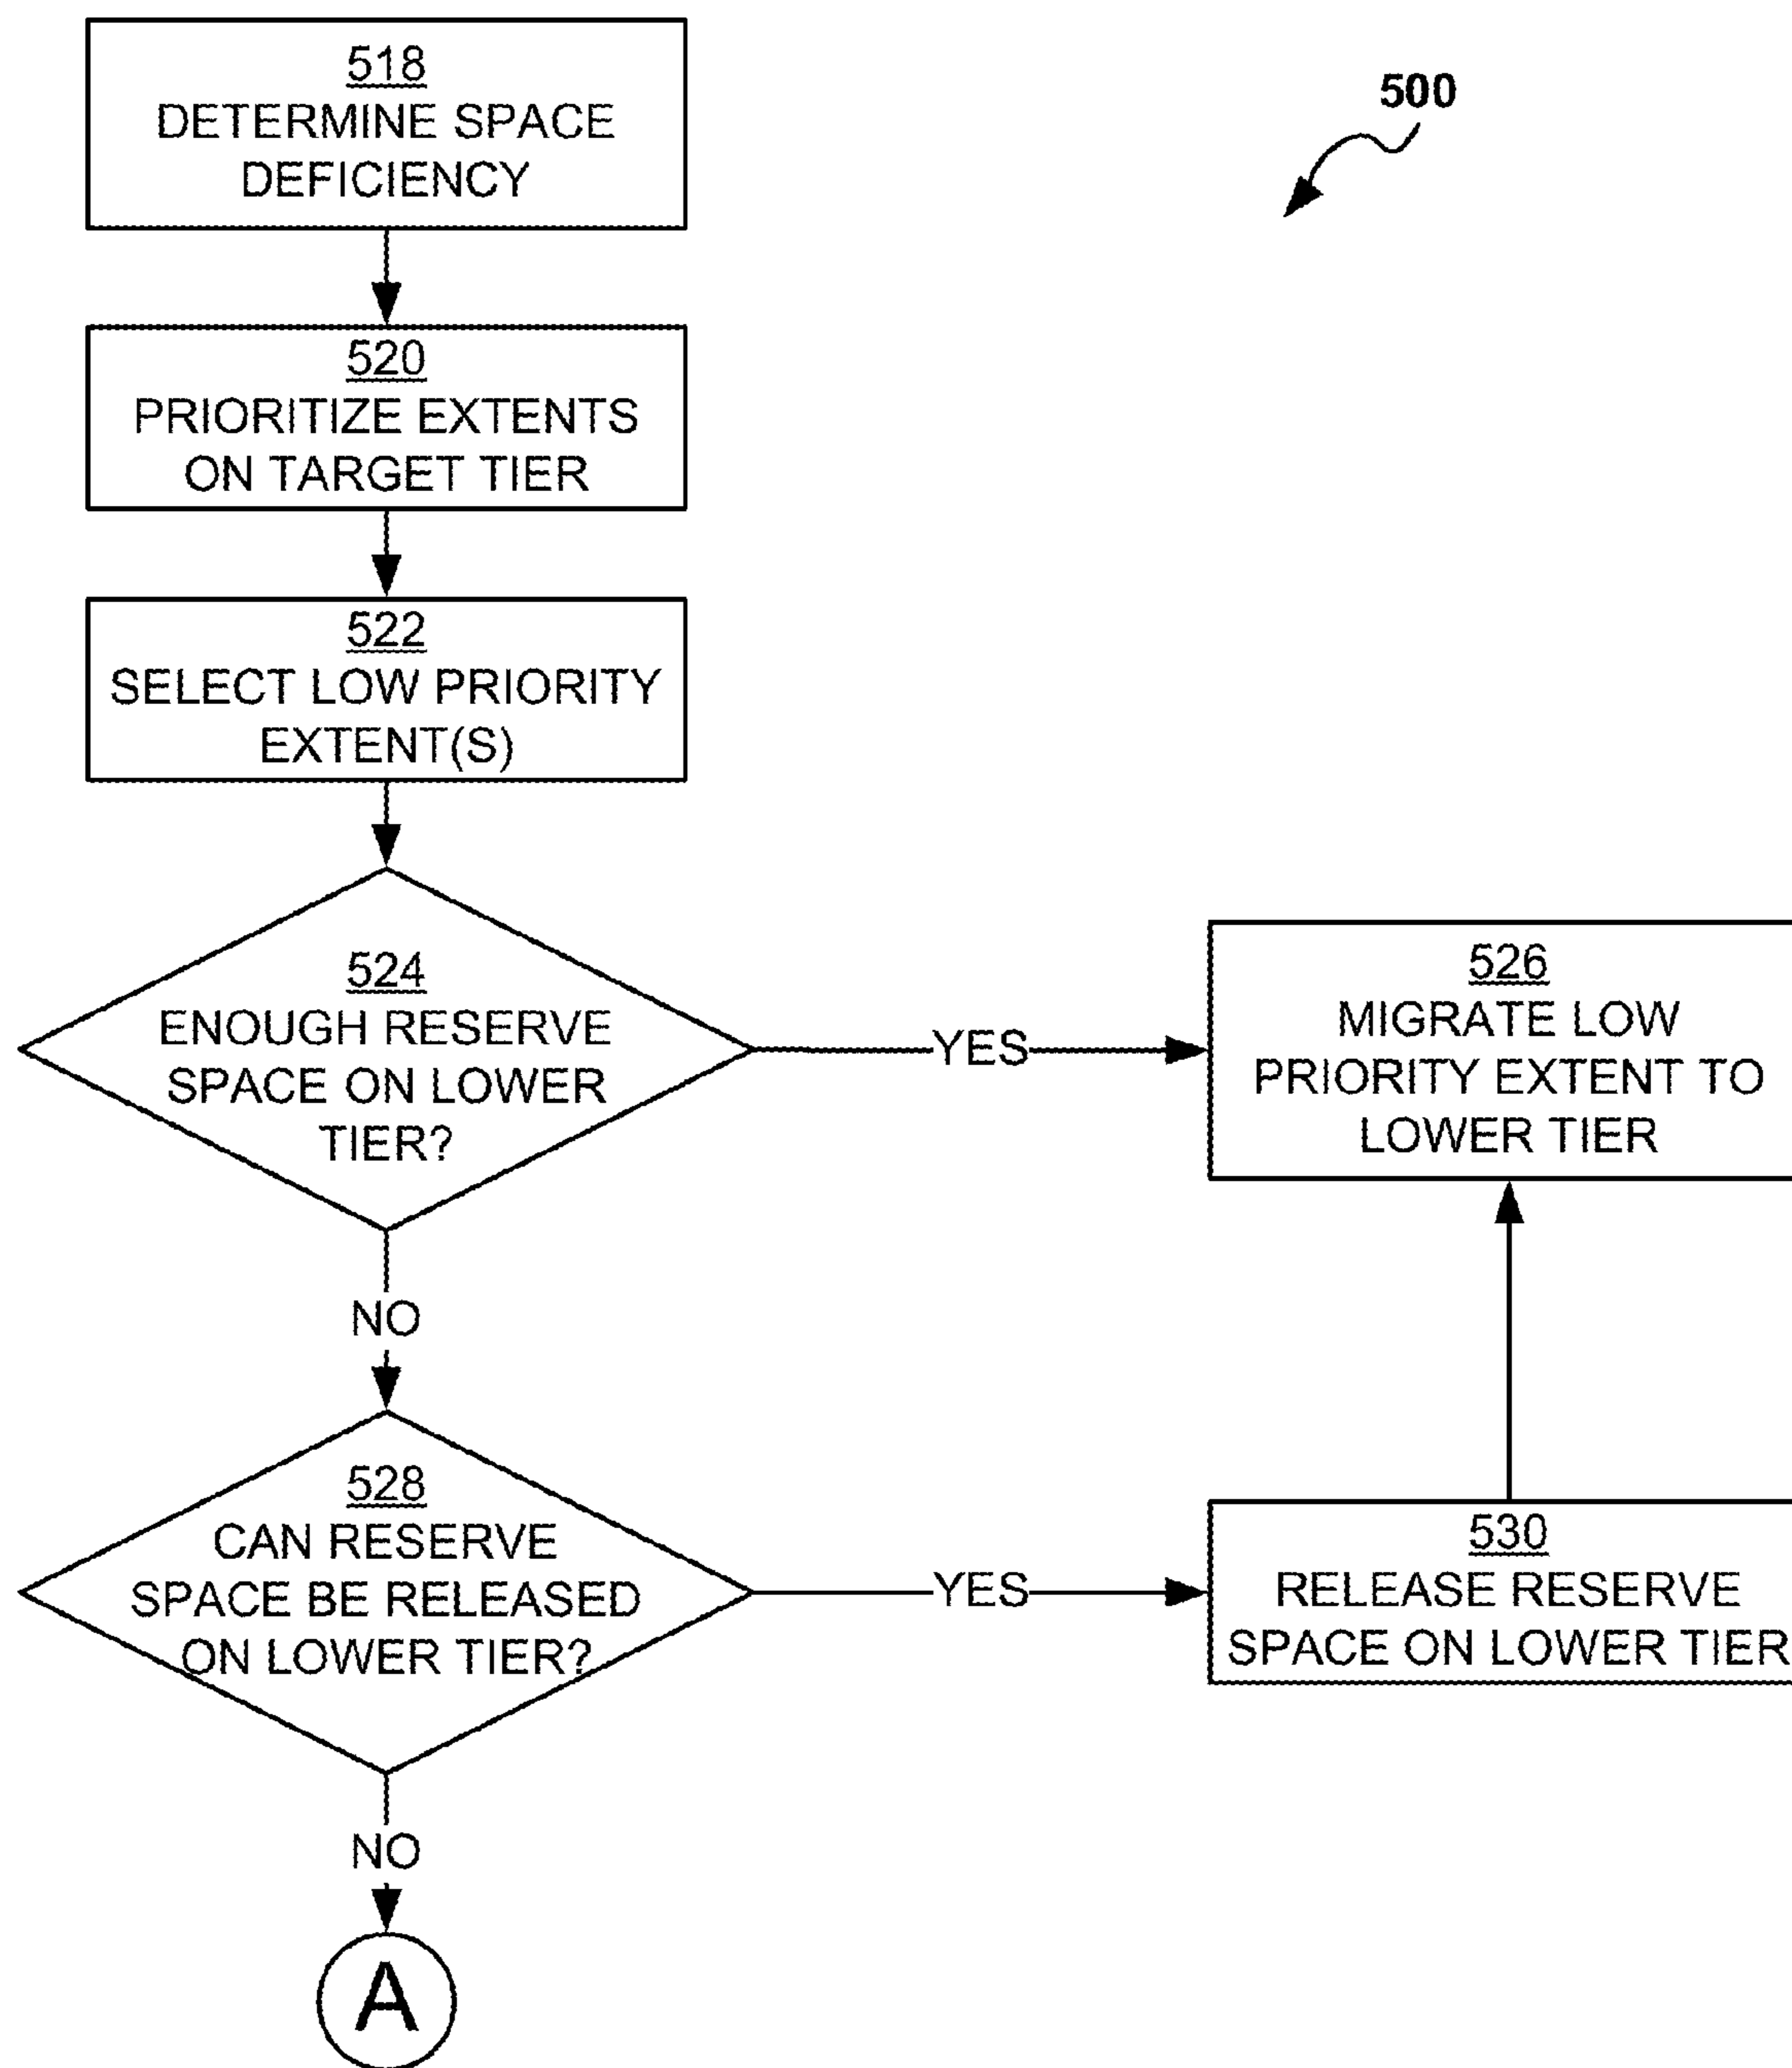 518
DETERMINE SPACE
DEFICIENCY
500
520
PRIORITIZE EXTENTS
ON TARGET TIER
522
SELECT LOW PRIORITY
EXTENT(S)
524
ENOUGH RESERVE
SPACE ON LOWER
TIER?
YES
526
MIGRATE LOW
PRIORITY EXTENT TO
LOWER TIER
NO
528
CAN RESERVE
SPACE BE RELEASED
ON LOWER TIER?
YES
530
RELEASE RESERVE
SPACE ON LOWER TIER
NO
A